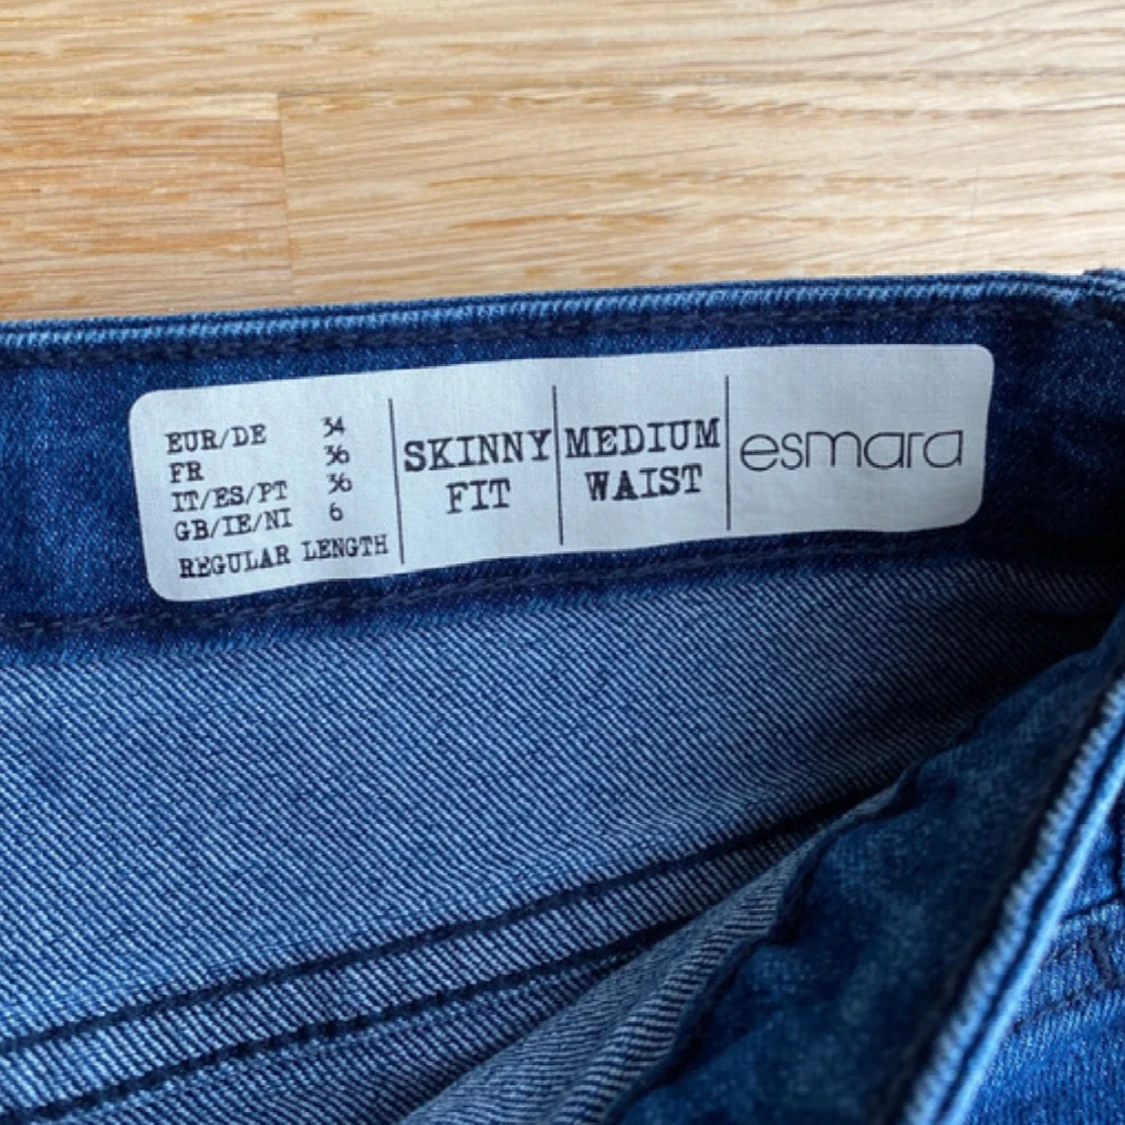 EUR/DE 34
FR 36
IT/ES/PT 36
GB/IE/NI 6
REGULAR LENGTH
SKINNY
FIT
MEDIUM
WAIST
esmara